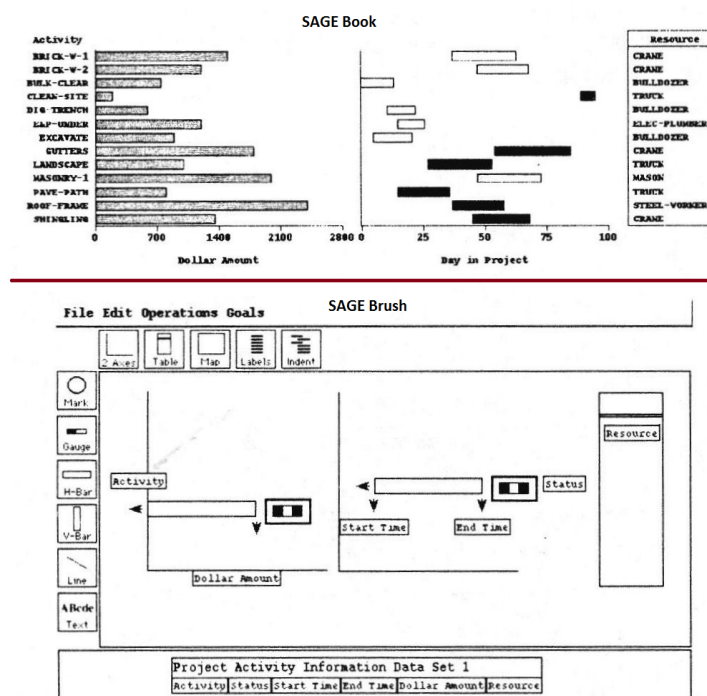 SAGE Book
Activity Resource
BRICK-W-1 CRANE
BRICK-W-2 CRANE
BULK-CLEAR BULLDOZER
CLEAN-SITE TRUCK
DIG-TRENCH BULLDOZER
E&P-UNDER ELEC-PLUMBER
EXCAVATE BULLDOZER
GUTTERS CRANE
LANDSCAPE TRUCK
MASONRY-1 MASON
PAVE-PATH TRUCK
ROOF-FRAME STEEL-WORKER
SHINGLING CRANE
0 700 1400 2100 2800 0 25 50 75 100
Dollar Amount Day in Project
SAGE Brush
File Edit Operations Goals
2 Axes Table Map Labels Indent
Mark
Gauge
H-Bar
V-Bar
Line
ABcde
Text
Activity
Dollar Amount
Start Time End Time
Status
Resource
Project Activity Information Data Set 1
Activity Status Start Time End Time Dollar Amount Resource